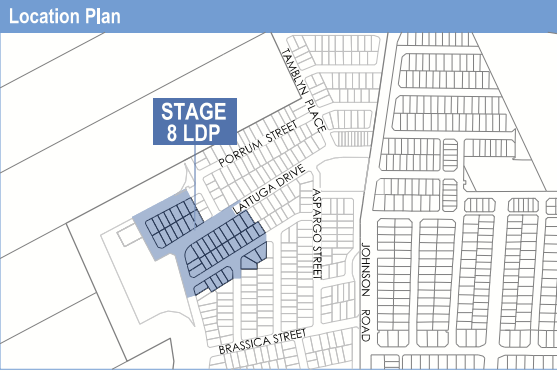 Location Plan
TAMBLYN PLACE
STAGE
8 LDP
PORRUM STREET
LATTUGA DRIVE
ASPARGO STREET
JOHNSON ROAD
BRASSICA STREET